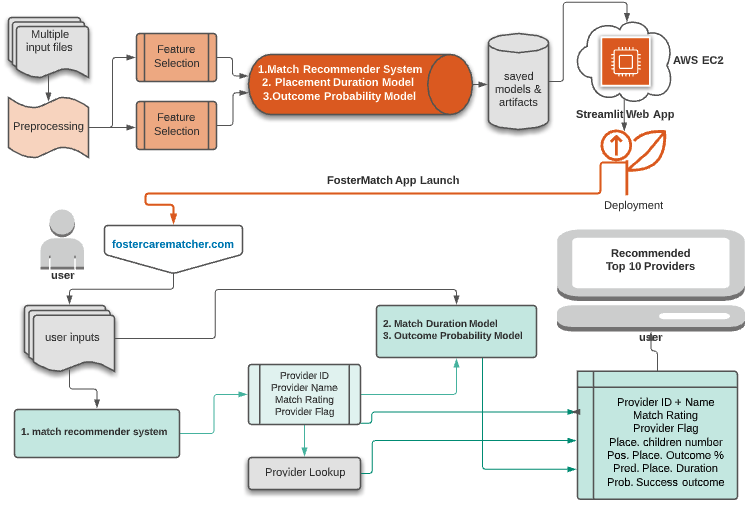 Multiple
input files
Preprocessing
Feature
Selection
Feature
Selection
1.Match Recommender System
2. Placement Duration Model
3.Outcome Probability Model
saved
models &
artifacts
AWS EC2
Streamlit Web App
Deployment
FosterMatch App Launch
user
fostercarematcher.com
Recommended
Top 10 Providers
user
user inputs
2. Match Duration Model
3. Outcome Probability Model
1. match recommender system
Provider ID
Provider Name
Match Rating
Provider Flag
Provider Lookup
Provider ID + Name
Match Rating
Provider Flag
Place. children number
Pos. Place. Outcome %
Pred. Place. Duration
Prob. Success outcome